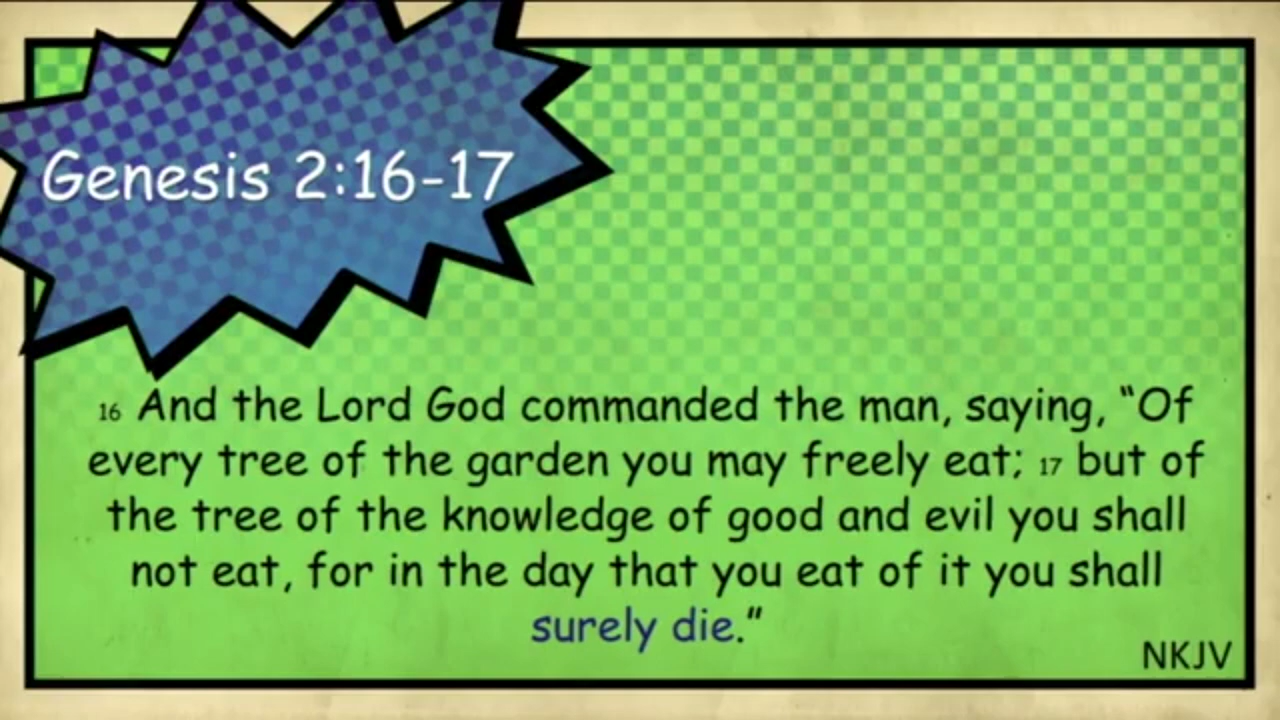 Genesis 2:16-17
16 And the Lord God commanded the man, saying, “Of
every tree of the garden you may freely eat; 17 but of
the tree of the knowledge of good and evil you shall
not eat, for in the day that you eat of it you shall
surely die.”
NKJV